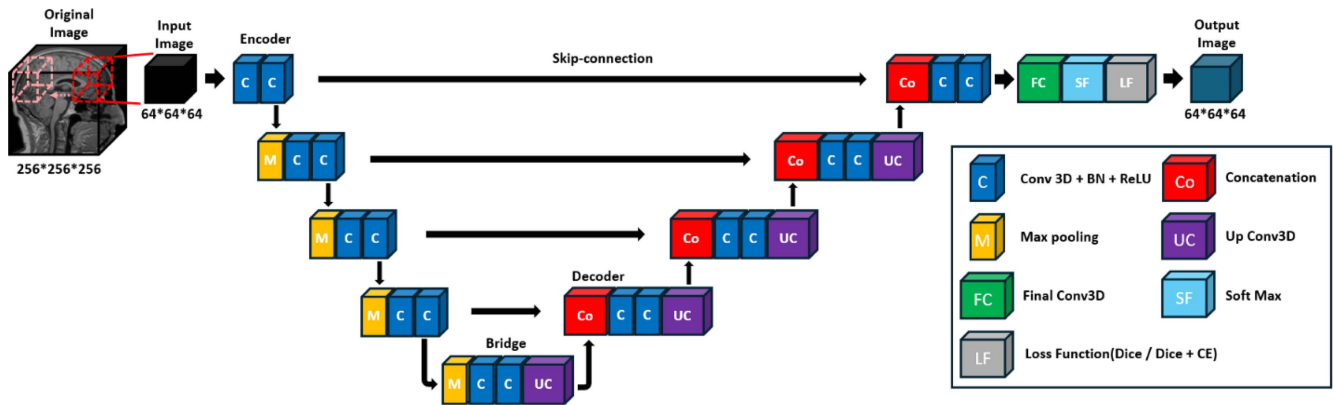 Original
Image
256*256*256
Input
Image
64*64*64
Encoder
C C
Skip-connection
Co C C
FC SF LF
Output
Image
64*64*64
M C C
Co C C UC
M C C
Co C C UC
M C C
Decoder
Co C C UC
Bridge
M C C UC
C Conv 3D + BN + ReLU
Co Concatenation
M Max pooling
UC Up Conv3D
FC Final Conv3D
SF Soft Max
LF Loss Function(Dice / Dice + CE)